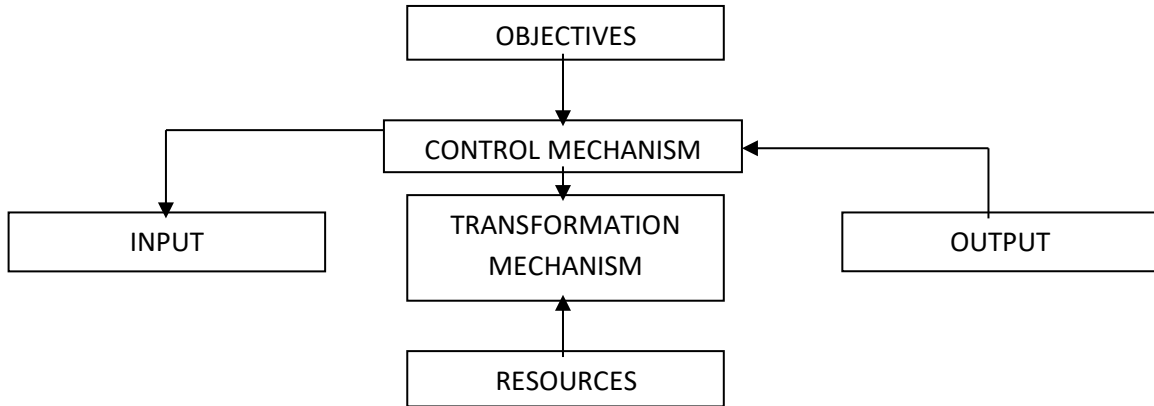 OBJECTIVES
CONTROL MECHANISM
INPUT
TRANSFORMATION
MECHANISM
OUTPUT
RESOURCES